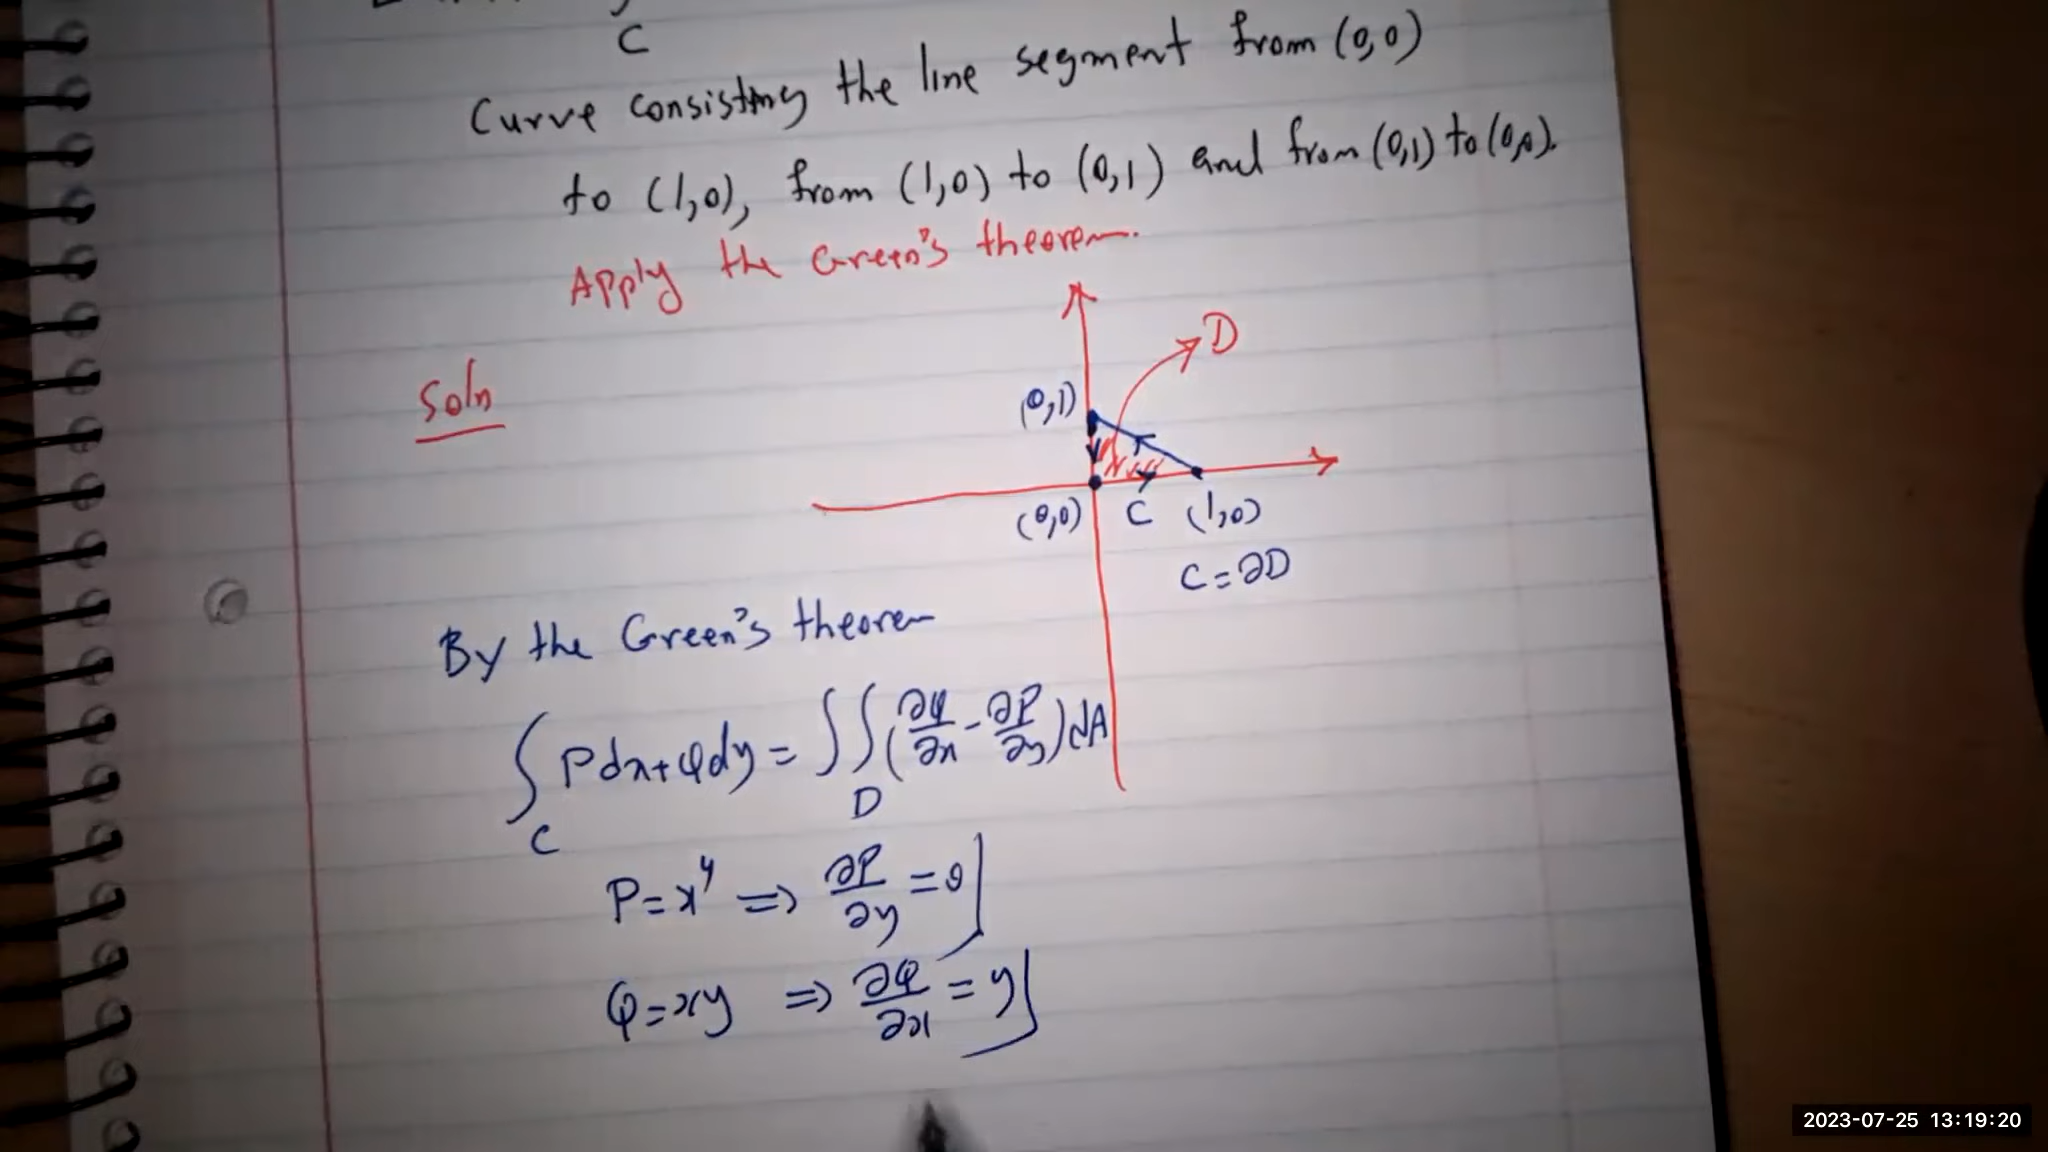 C
Curve consisting the line segment from (0,0)
to (1,0), from (1,0) to (0,1) and from (0,1) to (0,0).
Apply the Green's theorem.
Soln
D
(0,1)
(0,0) C (1,0)
C=∂D
By the Green's theorem
∫_C Pdx+Qdy = ∫∫_D (∂Q/∂x - ∂P/∂y) dA
P=x⁴ ⇒ ∂P/∂y = 0
Q=xy ⇒ ∂Q/∂x = y
2023-07-25 13:19:20